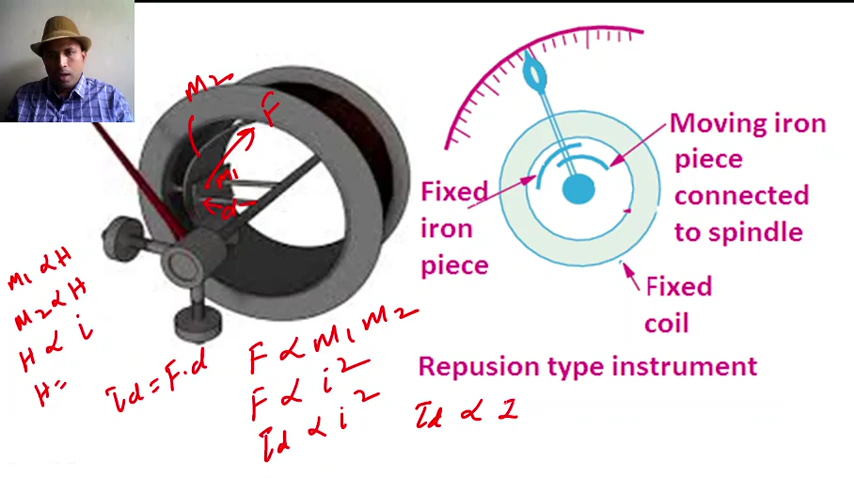 M2
F
M1
d
Moving iron
piece
connected
to spindle
Fixed
iron
piece
Fixed
coil
Repusion type instrument
m1 ∝ H
M2 ∝ H
H ∝ i
H =
Td = F.d
F ∝ m1 m2
F ∝ i²
Td ∝ i²
Td ∝ I